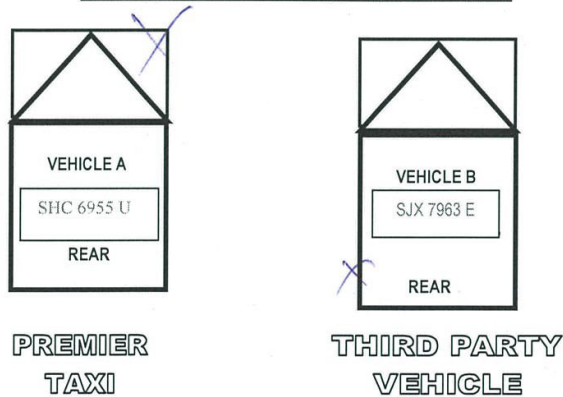 VEHICLE A
SHC 6955 U
REAR
VEHICLE B
SJX 7963 E
REAR
PREMIER
TAXI
THIRD PARTY
VEHICLE